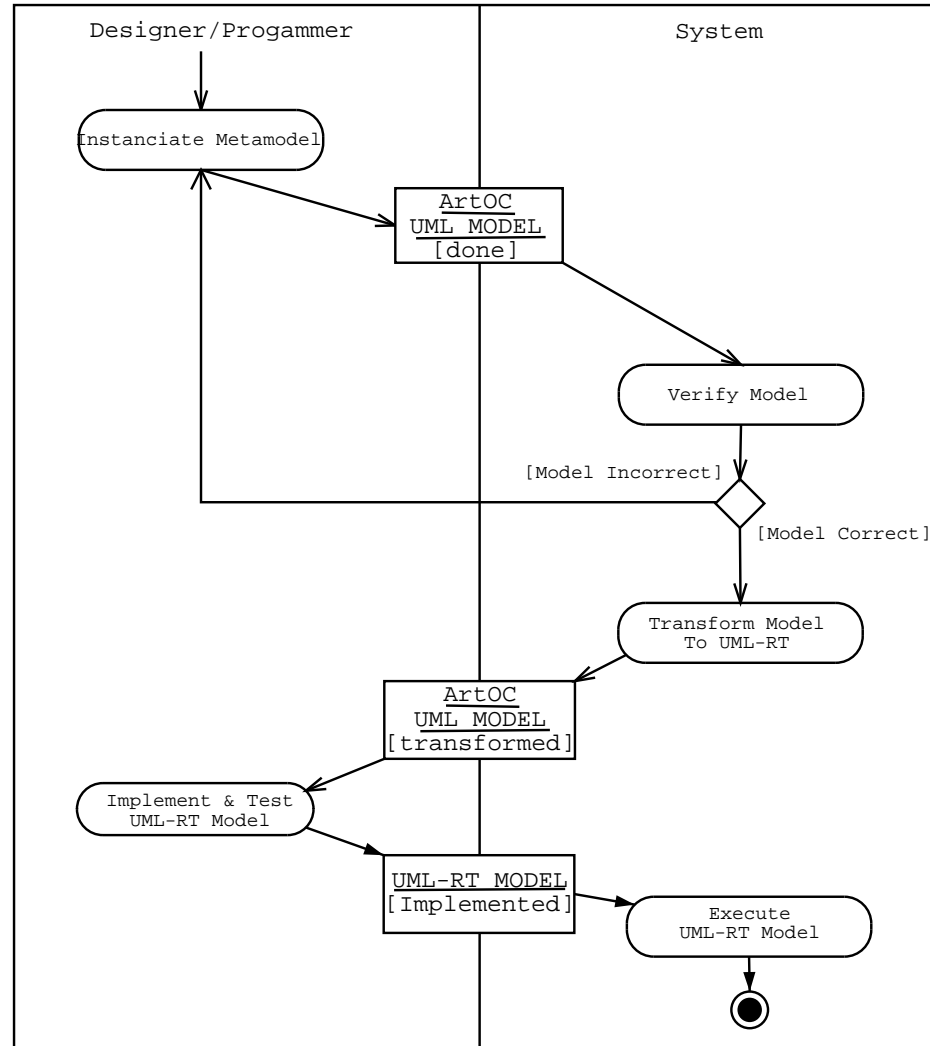 Designer/Progammer
System
Instanciate Metamodel
ArtOC
UML MODEL
[done]
Verify Model
[Model Incorrect]
[Model Correct]
Transform Model
To UML-RT
ArtOC
UML MODEL
[transformed]
Implement & Test
UML-RT Model
UML-RT MODEL
[Implemented]
Execute
UML-RT Model